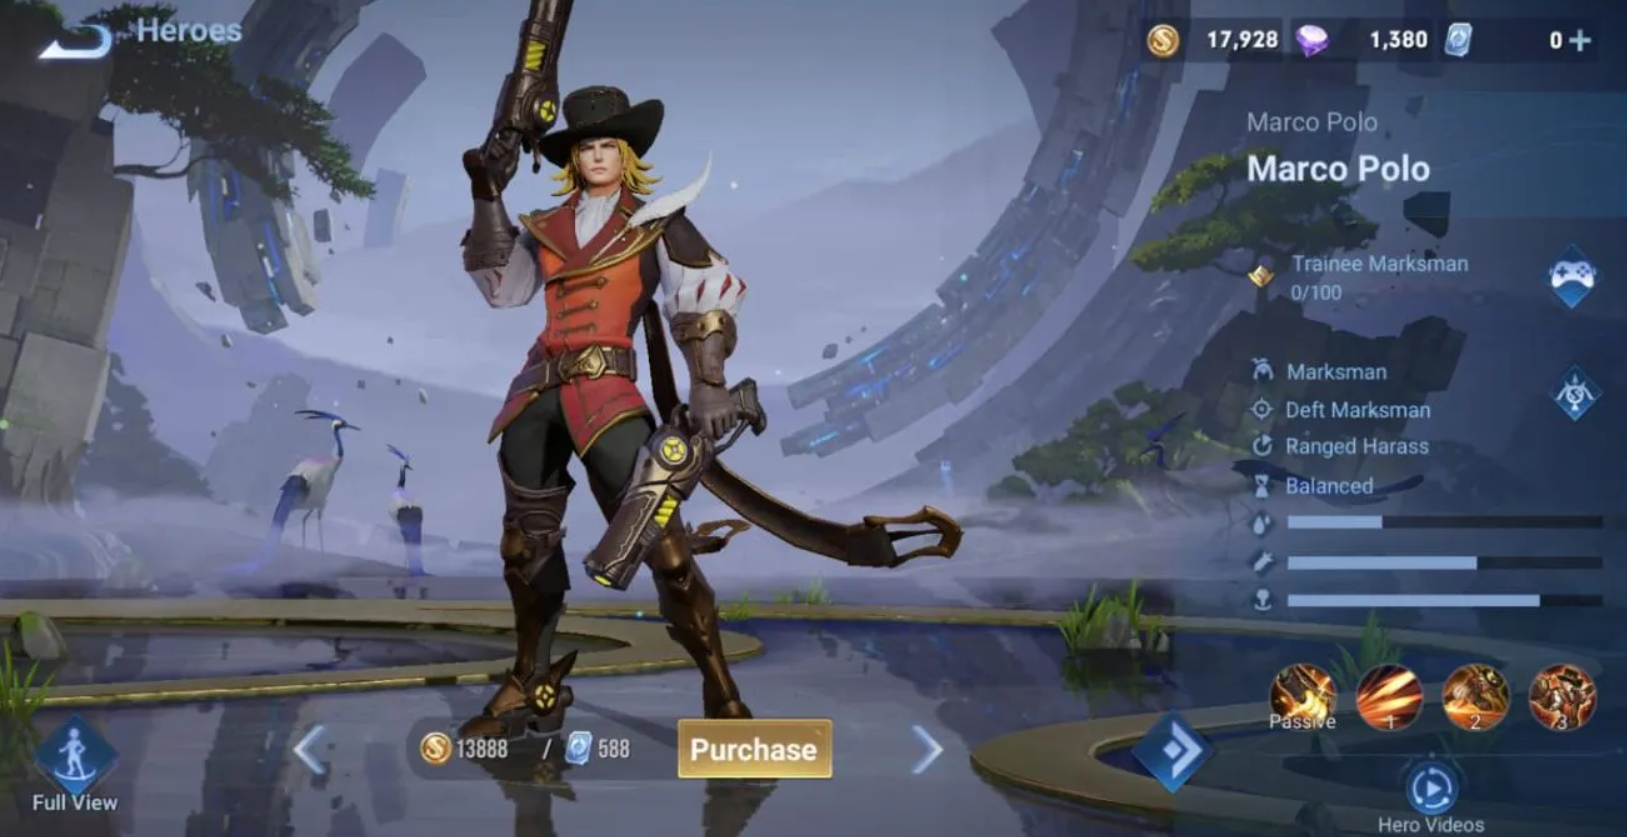 Heroes
17,928
1,380
0 +
Marco Polo
Marco Polo
Trainee Marksman
0/100
Marksman
Deft Marksman
Ranged Harass
Balanced
Passive
1
2
3
13888 / 588
Purchase
Full View
Hero Videos